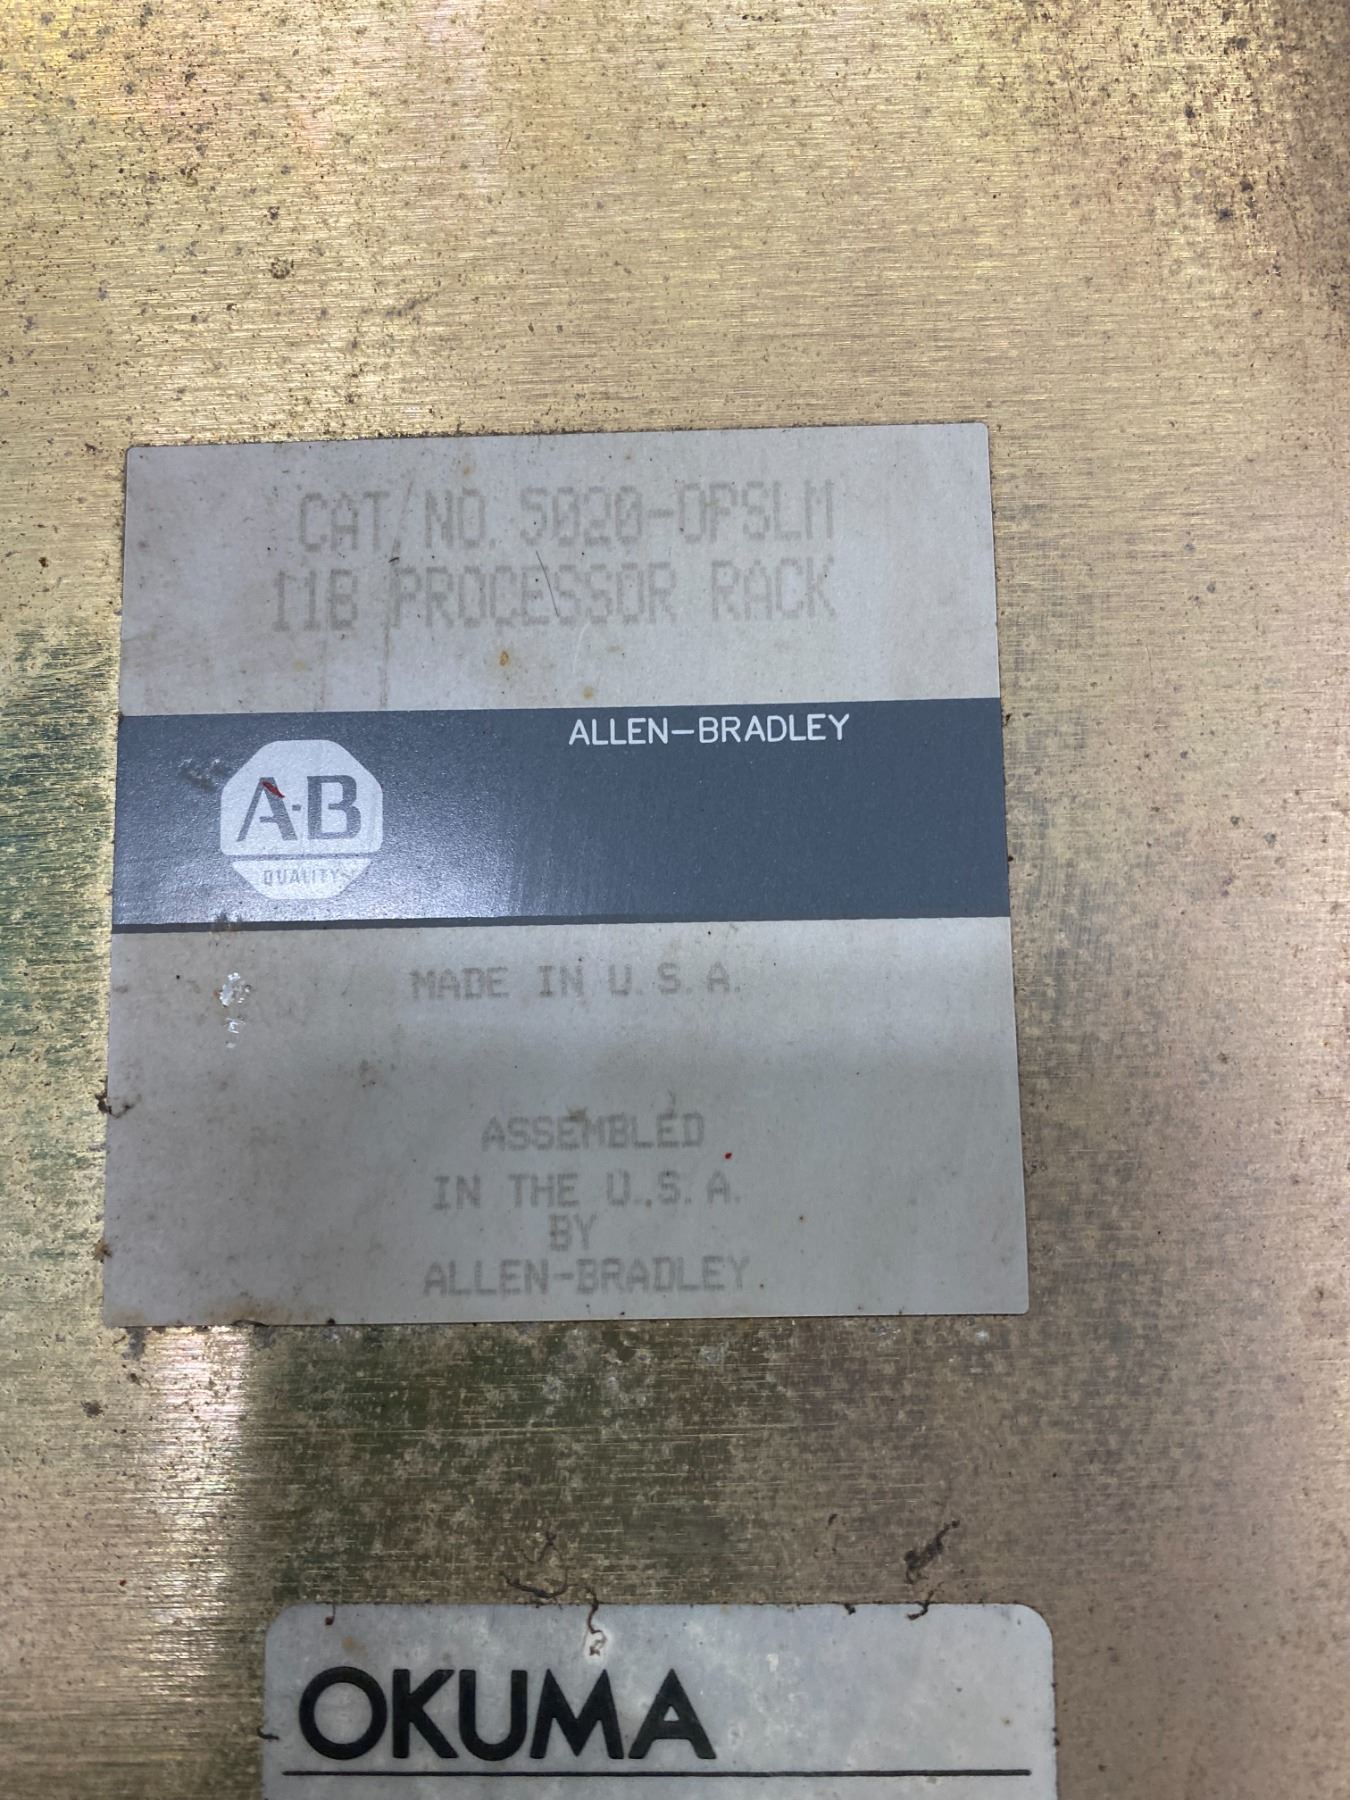 CAT. NO. 5020-OPSLM
11B PROCESSOR RACK
ALLEN-BRADLEY
A-B
QUALITY
MADE IN U.S.A.
ASSEMBLED
IN THE U.S.A.
BY
ALLEN-BRADLEY
OKUMA